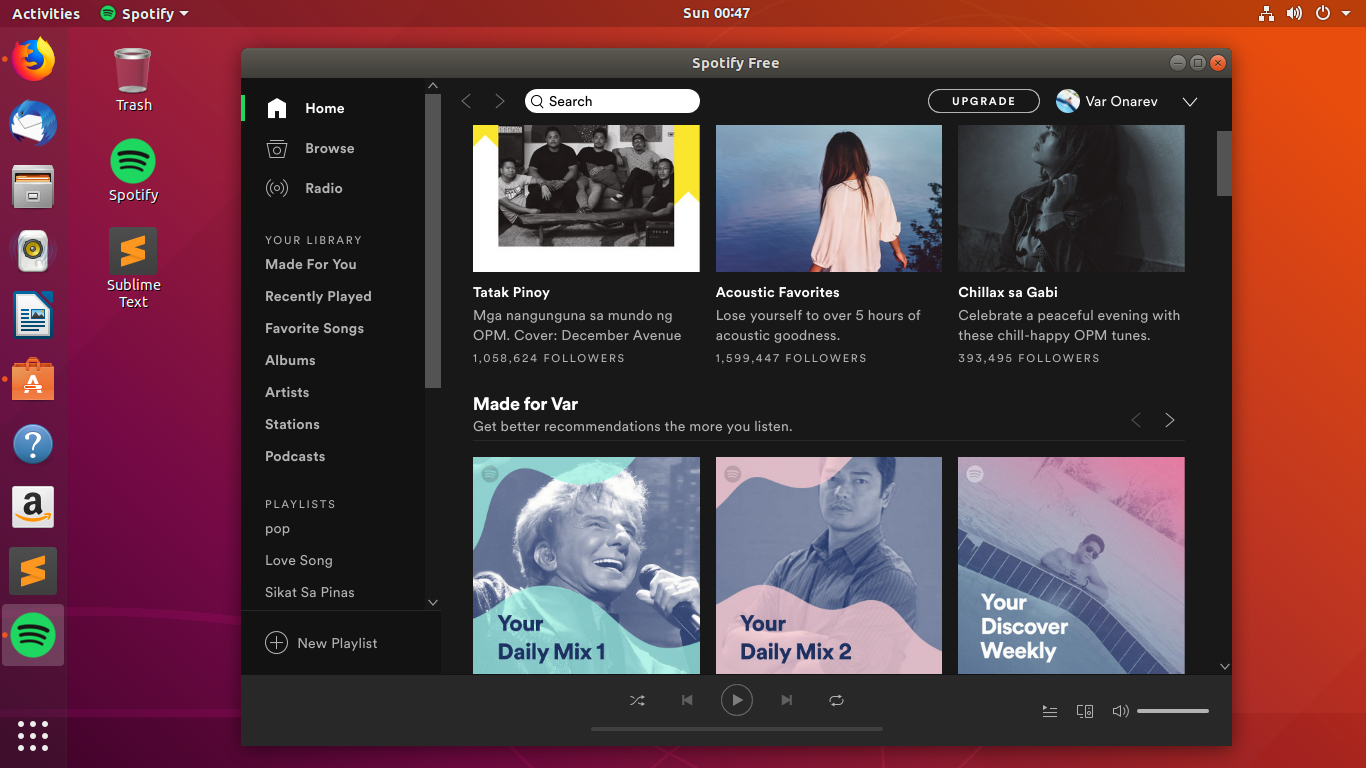 Activities
Spotify
Sun 00:47
Trash
Spotify
Sublime
Text
Spotify Free
Home
Browse
Radio
YOUR LIBRARY
Made For You
Recently Played
Favorite Songs
Albums
Artists
Stations
Podcasts
PLAYLISTS
pop
Love Song
Sikat Sa Pinas
New Playlist
Search
UPGRADE
Var Onarev
Tatak Pinoy
Mga nangunguna sa mundo ng
OPM. Cover: December Avenue
1,058,624 FOLLOWERS
Acoustic Favorites
Lose yourself to over 5 hours of
acoustic goodness.
1,599,447 FOLLOWERS
Chillax sa Gabi
Celebrate a peaceful evening with
these chill-happy OPM tunes.
393,495 FOLLOWERS
Made for Var
Get better recommendations the more you listen.
Your
Daily Mix 1
Your
Daily Mix 2
Your
Discover
Weekly